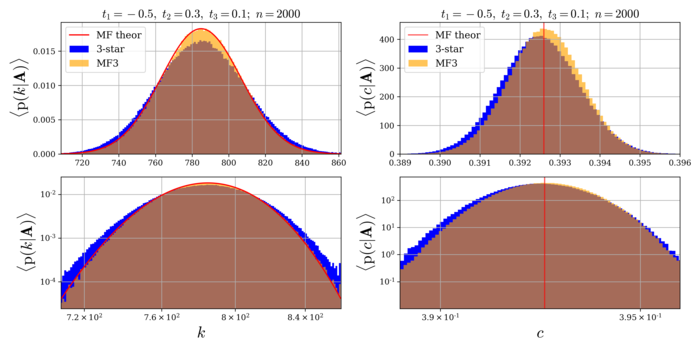 t₁ = − 0.5, t₂ = 0.3, t₃ = 0.1; n = 2000
⟨p(k|A)⟩
0.015
0.010
0.005
0.000
MF theor
3-star
MF3
720 740 760 780 800 820 840 860
t₁ = − 0.5, t₂ = 0.3, t₃ = 0.1; n = 2000
⟨p(c|A)⟩
400
300
200
100
0
MF theor
3-star
MF3
0.389 0.390 0.391 0.392 0.393 0.394 0.395 0.396
⟨p(k|A)⟩
10⁻²
10⁻³
10⁻⁴
7.2 × 10² 7.6 × 10² 8 × 10² 8.4 × 10²
k
⟨p(c|A)⟩
10²
10¹
10⁰
10⁻¹
3.9 × 10⁻¹ 3.95 × 10⁻¹
c